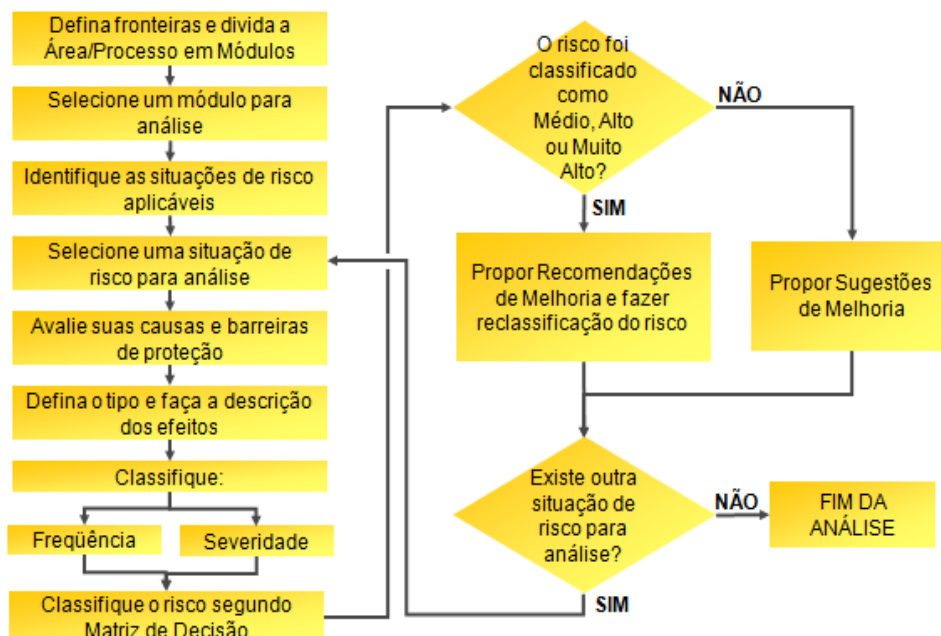 Defina fronteiras e divida a
Área/Processo em Módulos
Selecione um módulo para
análise
Identifique as situações de risco
aplicáveis
Selecione uma situação de
risco para análise
Avalie suas causas e barreiras
de proteção
Defina o tipo e faça a descrição
dos efeitos
Classifique:
Freqüência
Severidade
Classifique o risco segundo
Matriz de Decisão
O risco foi
classificado
como
Médio, Alto
ou Muito
Alto?
NÃO
SIM
Propor Recomendações
de Melhoria e fazer
reclassificação do risco
Propor Sugestões
de Melhoria
Existe outra
situação de
risco para
análise?
NÃO
SIM
FIM DA
ANÁLISE